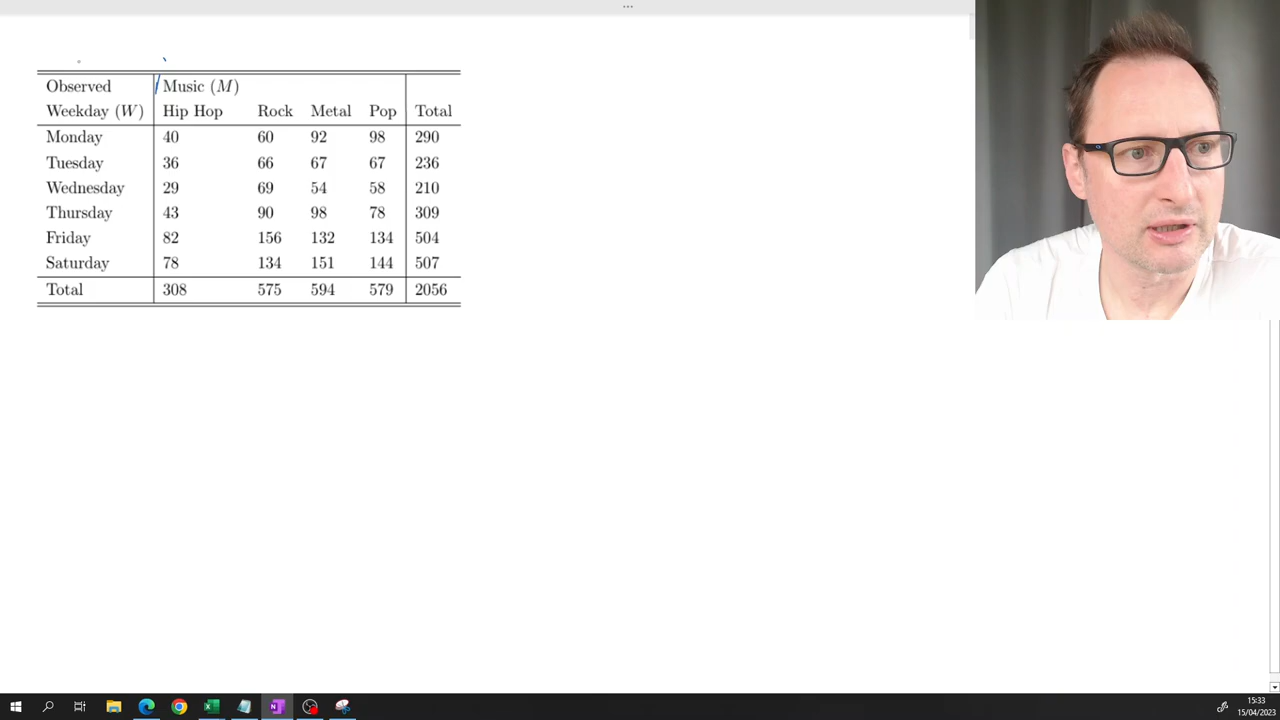 Observed Music (M)
Weekday (W) Hip Hop Rock Metal Pop Total
Monday 40 60 92 98 290
Tuesday 36 66 67 67 236
Wednesday 29 69 54 58 210
Thursday 43 90 98 78 309
Friday 82 156 132 134 504
Saturday 78 134 151 144 507
Total 308 575 594 579 2056
15:33
15/04/2023